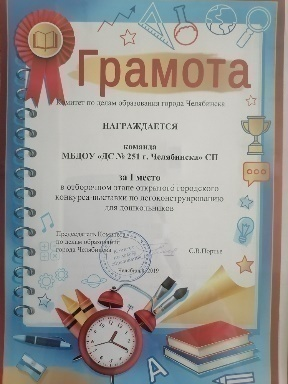 Грамота
Комитет по делам образования города Челябинска
НАГРАЖДАЕТСЯ
команда
МБДОУ «ДС № 251 г. Челябинска» СП
за I место
в отборочном этапе открытого городского
конкурса-выставки по легоконструированию
для дошкольников
Председатель Комитета
по делам образования
города Челябинска
С.В.Портье
Челябинск 2019